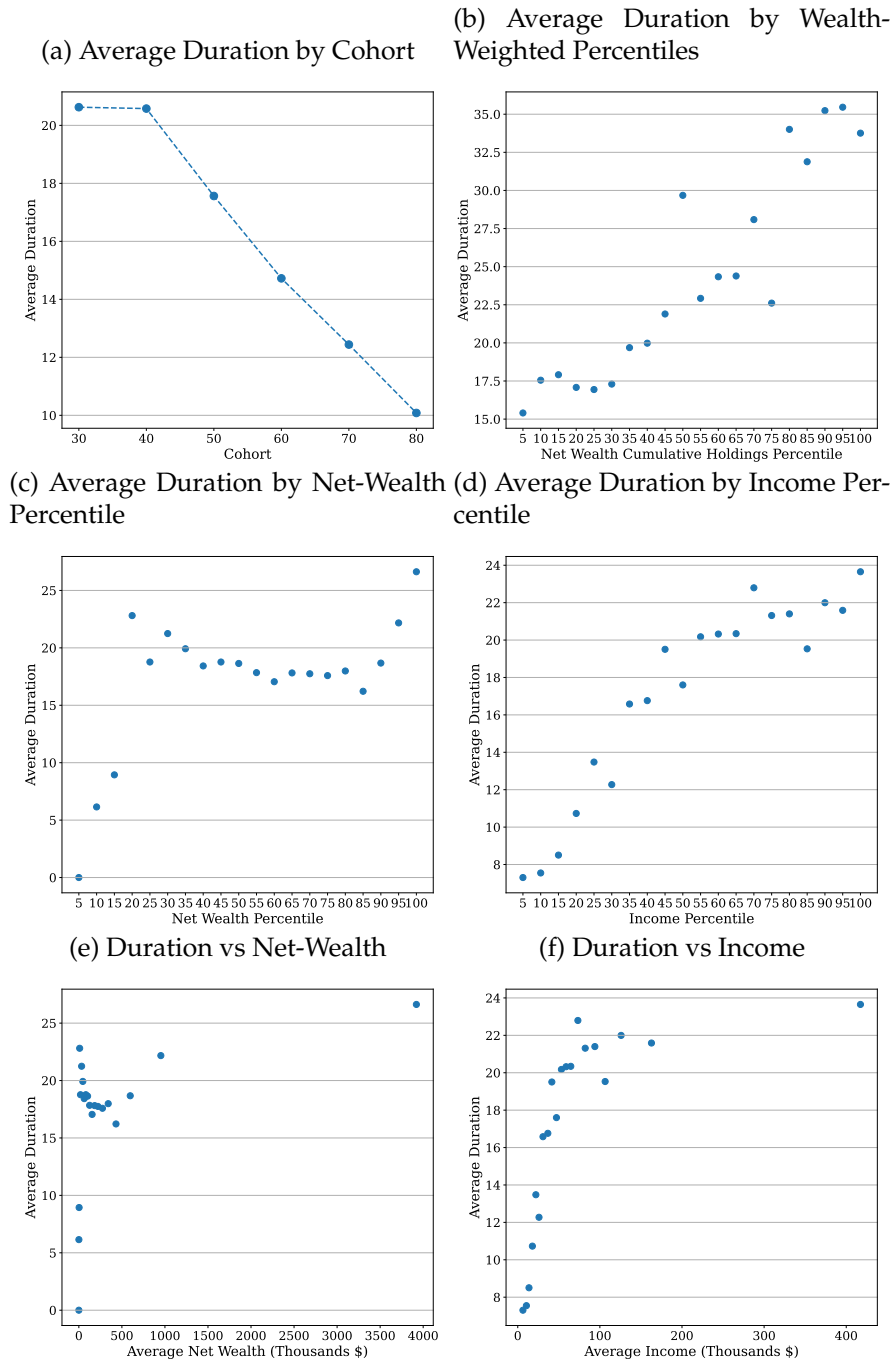 (a) Average Duration by Cohort
(b) Average Duration by Wealth-
Weighted Percentiles
20
18
16
14
12
10
Average Duration
30 40 50 60 70 80
Cohort
35.0
32.5
30.0
27.5
25.0
22.5
20.0
17.5
15.0
Average Duration
5 10 15 20 25 30 35 40 45 50 55 60 65 70 75 80 85 90 95 100
Net Wealth Cumulative Holdings Percentile
(c) Average Duration by Net-Wealth
Percentile
(d) Average Duration by Income Per-
centile
25
20
15
10
5
0
Average Duration
5 10 15 20 25 30 35 40 45 50 55 60 65 70 75 80 85 90 95 100
Net Wealth Percentile
24
22
20
18
16
14
12
10
8
Average Duration
5 10 15 20 25 30 35 40 45 50 55 60 65 70 75 80 85 90 95 100
Income Percentile
(e) Duration vs Net-Wealth
(f) Duration vs Income
25
20
15
10
5
0
Average Duration
0 500 1000 1500 2000 2500 3000 3500 4000
Average Net Wealth (Thousands $)
24
22
20
18
16
14
12
10
8
Average Duration
0 100 200 300 400
Average Income (Thousands $)